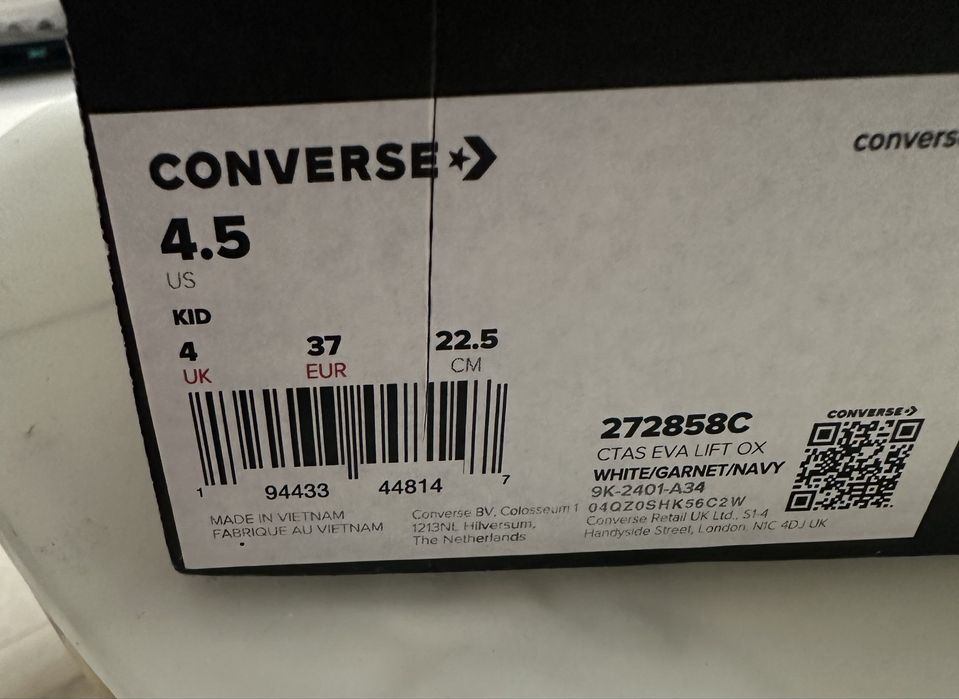 CONVERSE
convers
4.5
US
KID
4 37 22.5
UK EUR CM
1 94433 44814 7
MADE IN VIETNAM
FABRIQUE AU VIETNAM
Converse BV, Colosseum 1
1213NL Hilversum,
The Netherlands
272858C
CTAS EVA LIFT OX
WHITE/GARNET/NAVY
9K-2401-A34
04QZ0SHK56C2W
Converse Retail UK Ltd., S1-4
Handyside Street, London, N1C 4DJ UK
CONVERSE